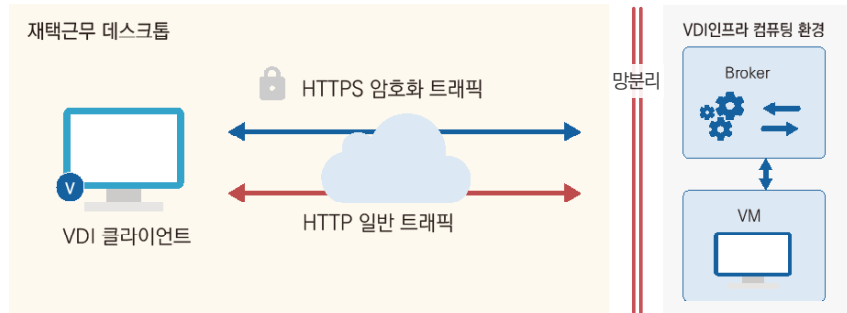 재택근무 데스크톱
HTTPS 암호화 트래픽
V
HTTP 일반 트래픽
VDI 클라이언트
망분리
VDI인프라 컴퓨팅 환경
Broker
VM